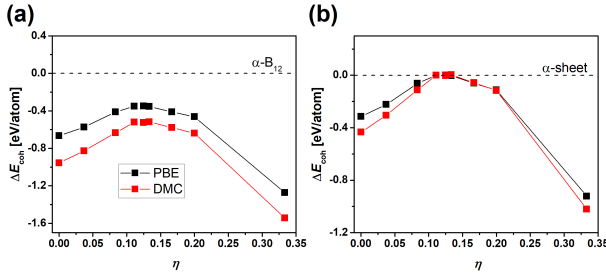 (a)
(b)
0.4
0.0
-0.4
-0.8
-1.2
-1.6
ΔE_coh [eV/atom]
α-B₁₂
PBE
DMC
0.00 0.05 0.10 0.15 0.20 0.25 0.30 0.35
η
0.4
0.0
-0.4
-0.8
-1.2
ΔE_coh [eV/atom]
α-sheet
0.00 0.05 0.10 0.15 0.20 0.25 0.30 0.35
η